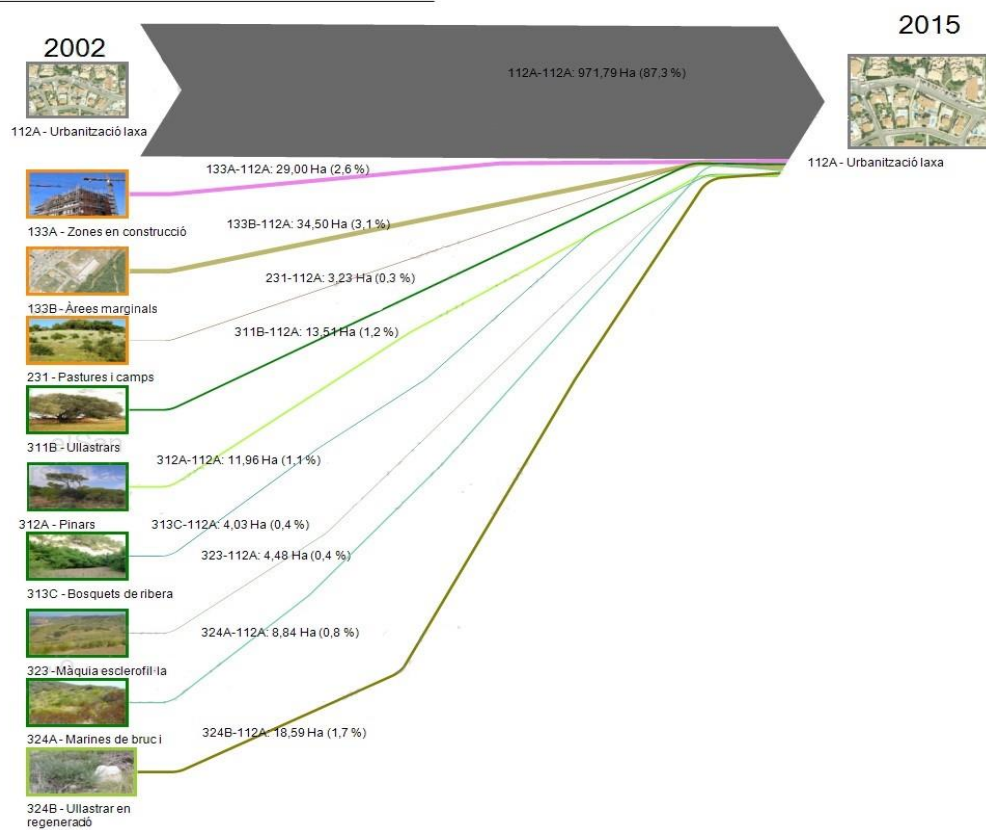 2002
2015
112A-112A: 971,79 Ha (87,3 %)
112A - Urbanització laxa
112A - Urbanització laxa
133A-112A: 29,00 Ha (2,6 %)
133A - Zones en construcció
133B-112A: 34,50 Ha (3,1 %)
133B - Àrees marginals
231-112A: 3,23 Ha (0,3 %)
231 - Pastures i camps
311B-112A: 13,51 Ha (1,2 %)
311B - Ullastrars
312A-112A: 11,96 Ha (1,1 %)
312A - Pinars
313C-112A: 4,03 Ha (0,4 %)
313C - Bosquets de ribera
323-112A: 4,48 Ha (0,4 %)
323 -Màquia esclerofil·la
324A-112A: 8,84 Ha (0,8 %)
324A - Marines de bruc i
324B-112A: 18,59 Ha (1,7 %)
324B - Ullastrar en
regeneració